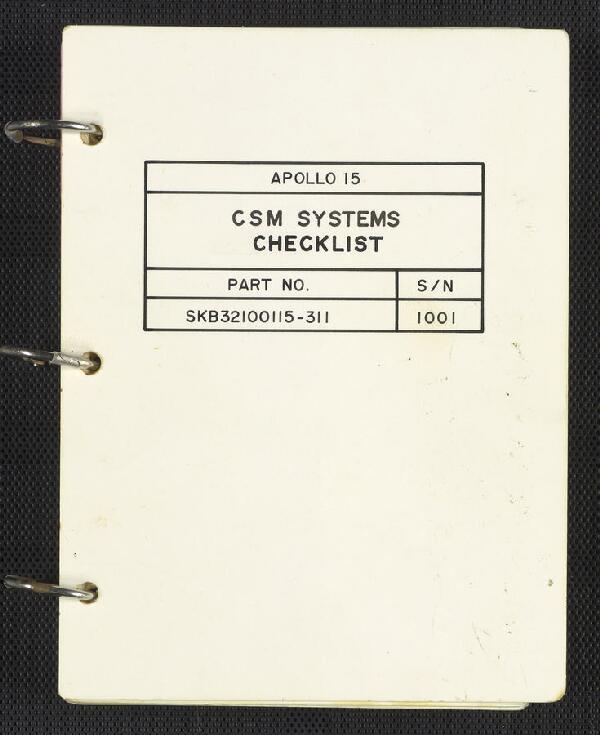 APOLLO 15
CSM SYSTEMS
CHECKLIST
PART NO. S/N
SKB32100115-311 1001